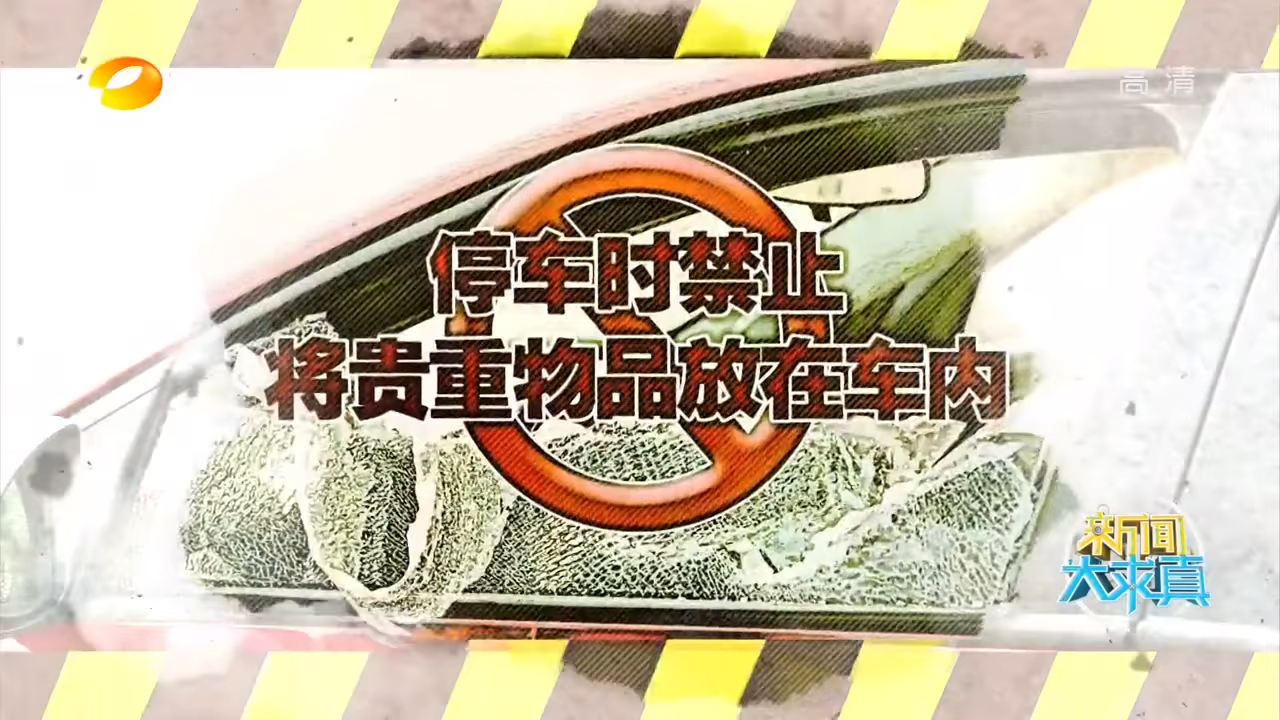 高清
停车时禁止
将贵重物品放在车内
新闻
大求真